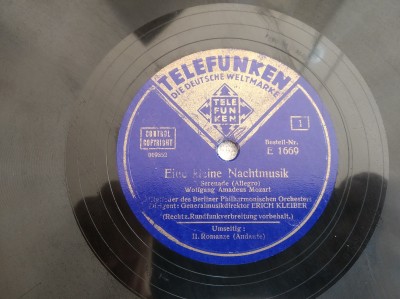 TELEFUNKEN
DIE DEUTSCHE WELTMARKE
TELE
FUN
KEN
CONTROL
COPYRIGHT
1
Bestell-Nr.
E 1669
Eine kleine Nachtmusik
Serenade (Allegro)
Wolfgang Amadeus Mozart
Mitglieder des Berliner Philharmonischen Orchesters
Dirigent: Generalmusikdirektor ERICH KLEIBER
(Rechtz. Rundfunkverbreitung vorbehalt.)
Umseitig:
II. Romanze (Andante)